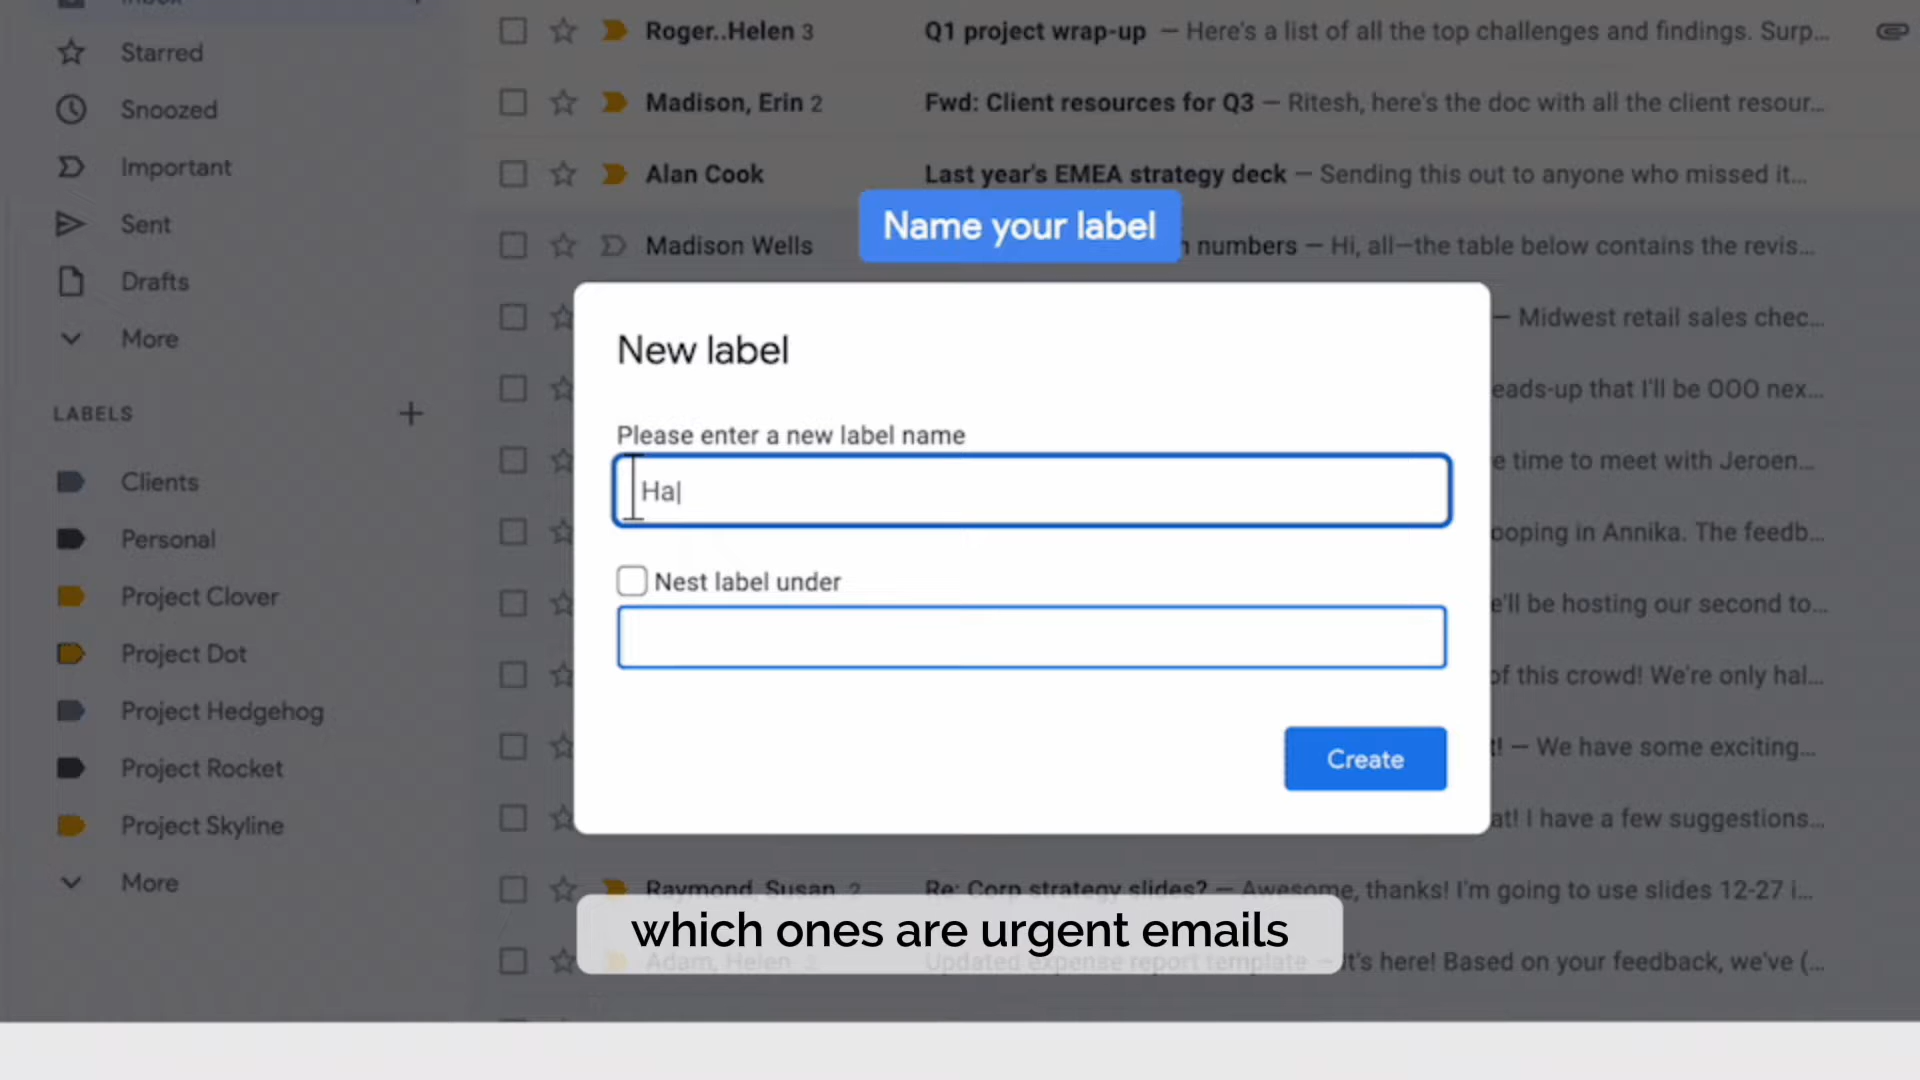 Inbox
Starred
Snoozed
Important
Sent
Drafts
More
LABELS +
Clients
Personal
Project Clover
Project Dot
Project Hedgehog
Project Rocket
Project Skyline
More
Roger..Helen 3 Q1 project wrap-up – Here's a list of all the top challenges and findings. Surp...
Madison, Erin 2 Fwd: Client resources for Q3 – Ritesh, here's the doc with all the client resour...
Alan Cook Last year's EMEA strategy deck – Sending this out to anyone who missed it...
Name your label
Madison Wells numbers – Hi, all—the table below contains the revis...
– Midwest retail sales chec...
eads-up that I'll be OOO nex...
e time to meet with Jeroen...
ooping in Annika. The feedb...
e'll be hosting our second to...
of this crowd! We're only hal...
t! – We have some exciting...
at! I have a few suggestions...
New label
Please enter a new label name
Ha
Nest label under
Create
Raymond, Susan 2 Re: Corp strategy slides? – Awesome, thanks! I'm going to use slides 12-27 i...
which ones are urgent emails
Adam, Helen Updated expense report template – It's here! Based on your feedback, we've (...